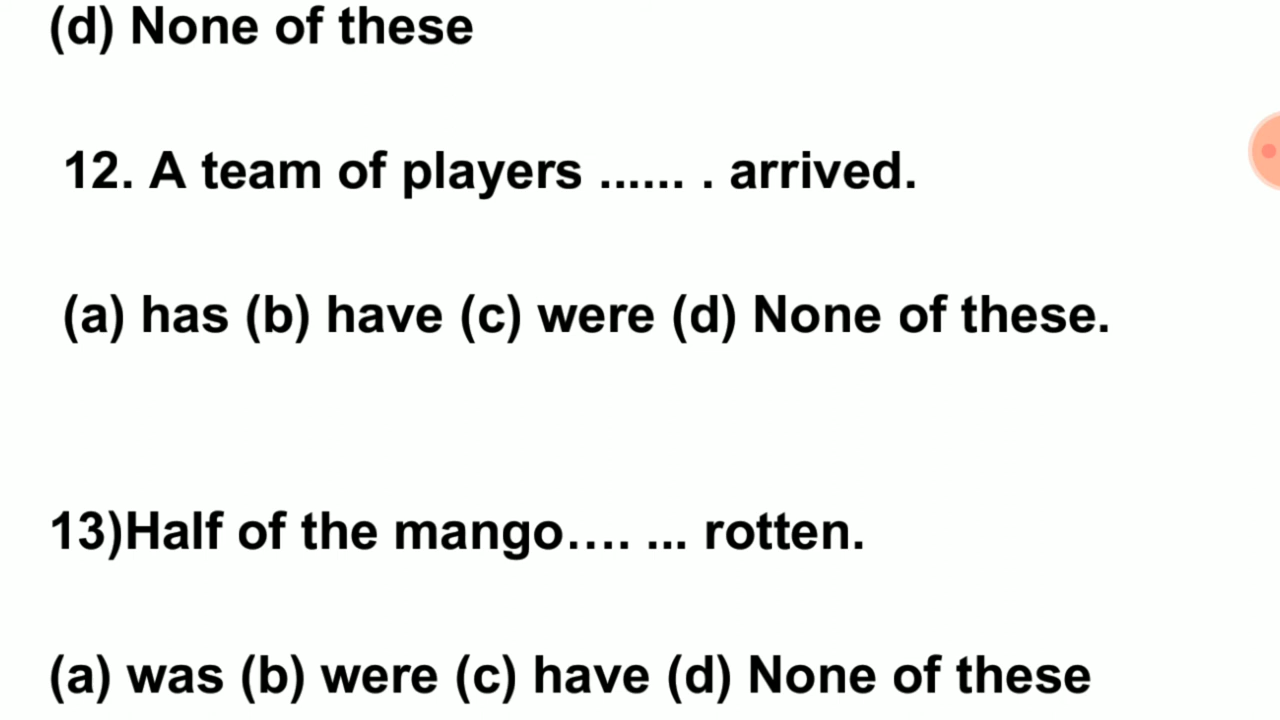 (d) None of these
12. A team of players ...... . arrived.
(a) has (b) have (c) were (d) None of these.
13)Half of the mango…. ... rotten.
(a) was (b) were (c) have (d) None of these